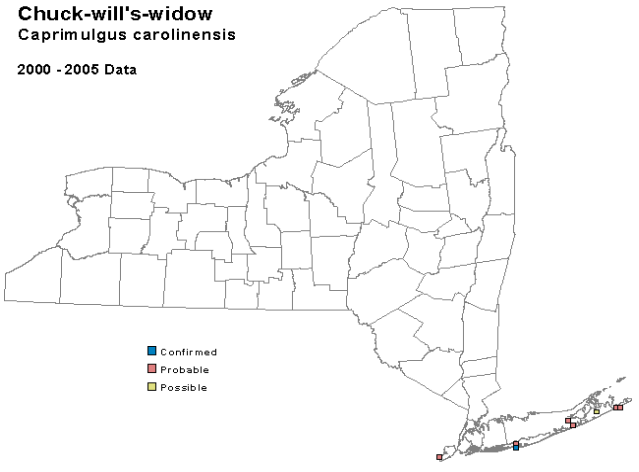 Chuck-will's-widow
Caprimulgus carolinensis
2000 - 2005 Data
Confirmed
Probable
Possible